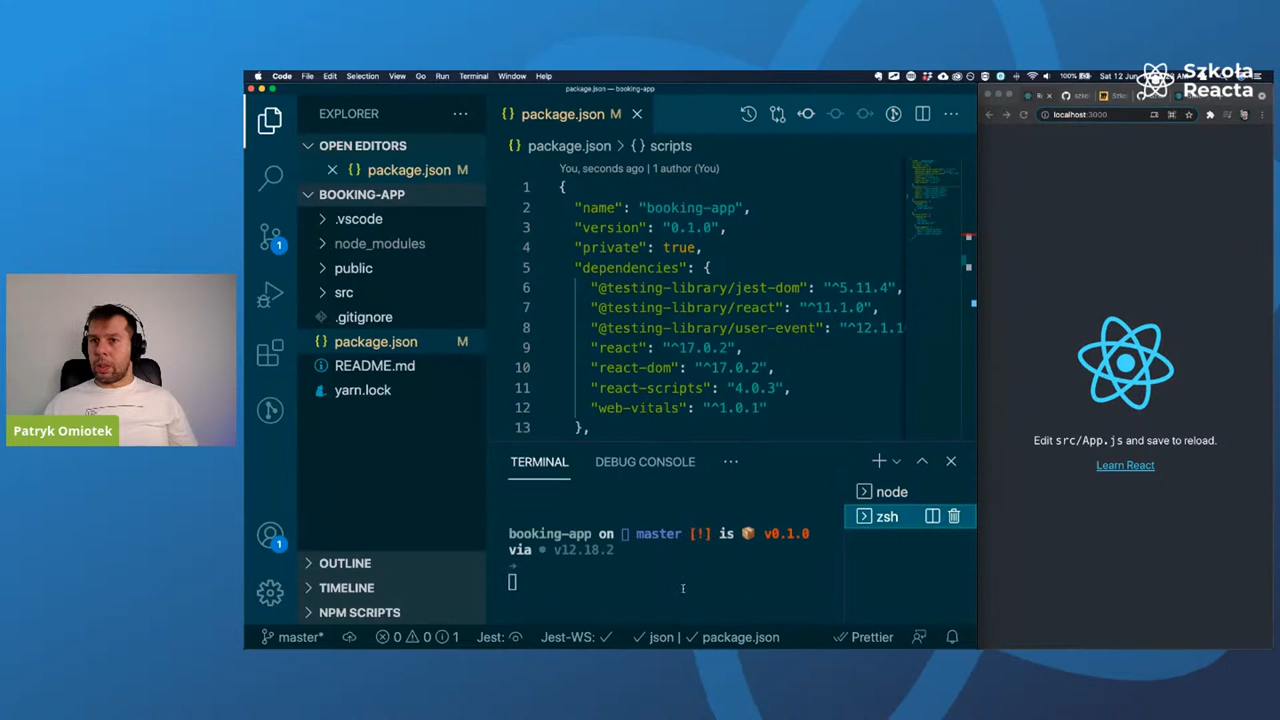 Szkoła
Reacta
Code File Edit Selection View Go Run Terminal Window Help
100% Sat 12 Jun
package.json — booking-app
EXPLORER
OPEN EDITORS
package.json M
BOOKING-APP
.vscode
node_modules
public
src
.gitignore
package.json M
README.md
yarn.lock
OUTLINE
TIMELINE
NPM SCRIPTS
1
1
package.json M
package.json > {} scripts
You, seconds ago | 1 author (You)
1 {
2 "name": "booking-app",
3 "version": "0.1.0",
4 "private": true,
5 "dependencies": {
6 "@testing-library/jest-dom": "^5.11.4",
7 "@testing-library/react": "^11.1.0",
8 "@testing-library/user-event": "^12.1.1
9 "react": "^17.0.2",
10 "react-dom": "^17.0.2",
11 "react-scripts": "4.0.3",
12 "web-vitals": "^1.0.1"
13 },
TERMINAL DEBUG CONSOLE
node
zsh
booking-app on master [!] is 📦 v0.1.0
via v12.18.2
master* 0 0 1 Jest: Jest-WS: json | package.json Prettier
localhost:3000
Edit src/App.js and save to reload.
Learn React
Patryk Omiotek